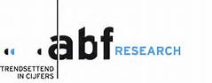 abf RESEARCH
TRENDSETTEND
IN CIJFERS